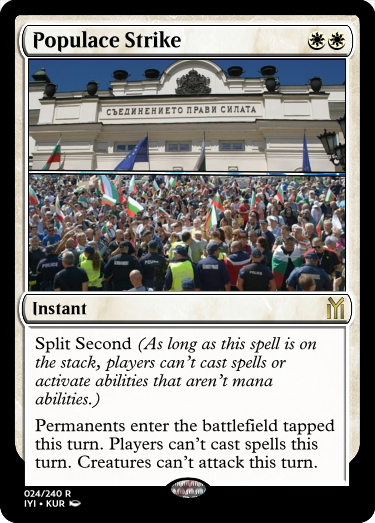 Populace Strike
СЪЕДИНЕНИЕТО ПРАВИ СИЛАТА
Instant
Split Second (As long as this spell is on
the stack, players can't cast spells or
activate abilities that aren't mana
abilities.)
Permanents enter the battlefield tapped
this turn. Players can't cast spells this
turn. Creatures can't attack this turn.
024/240 R
IYI • KUR